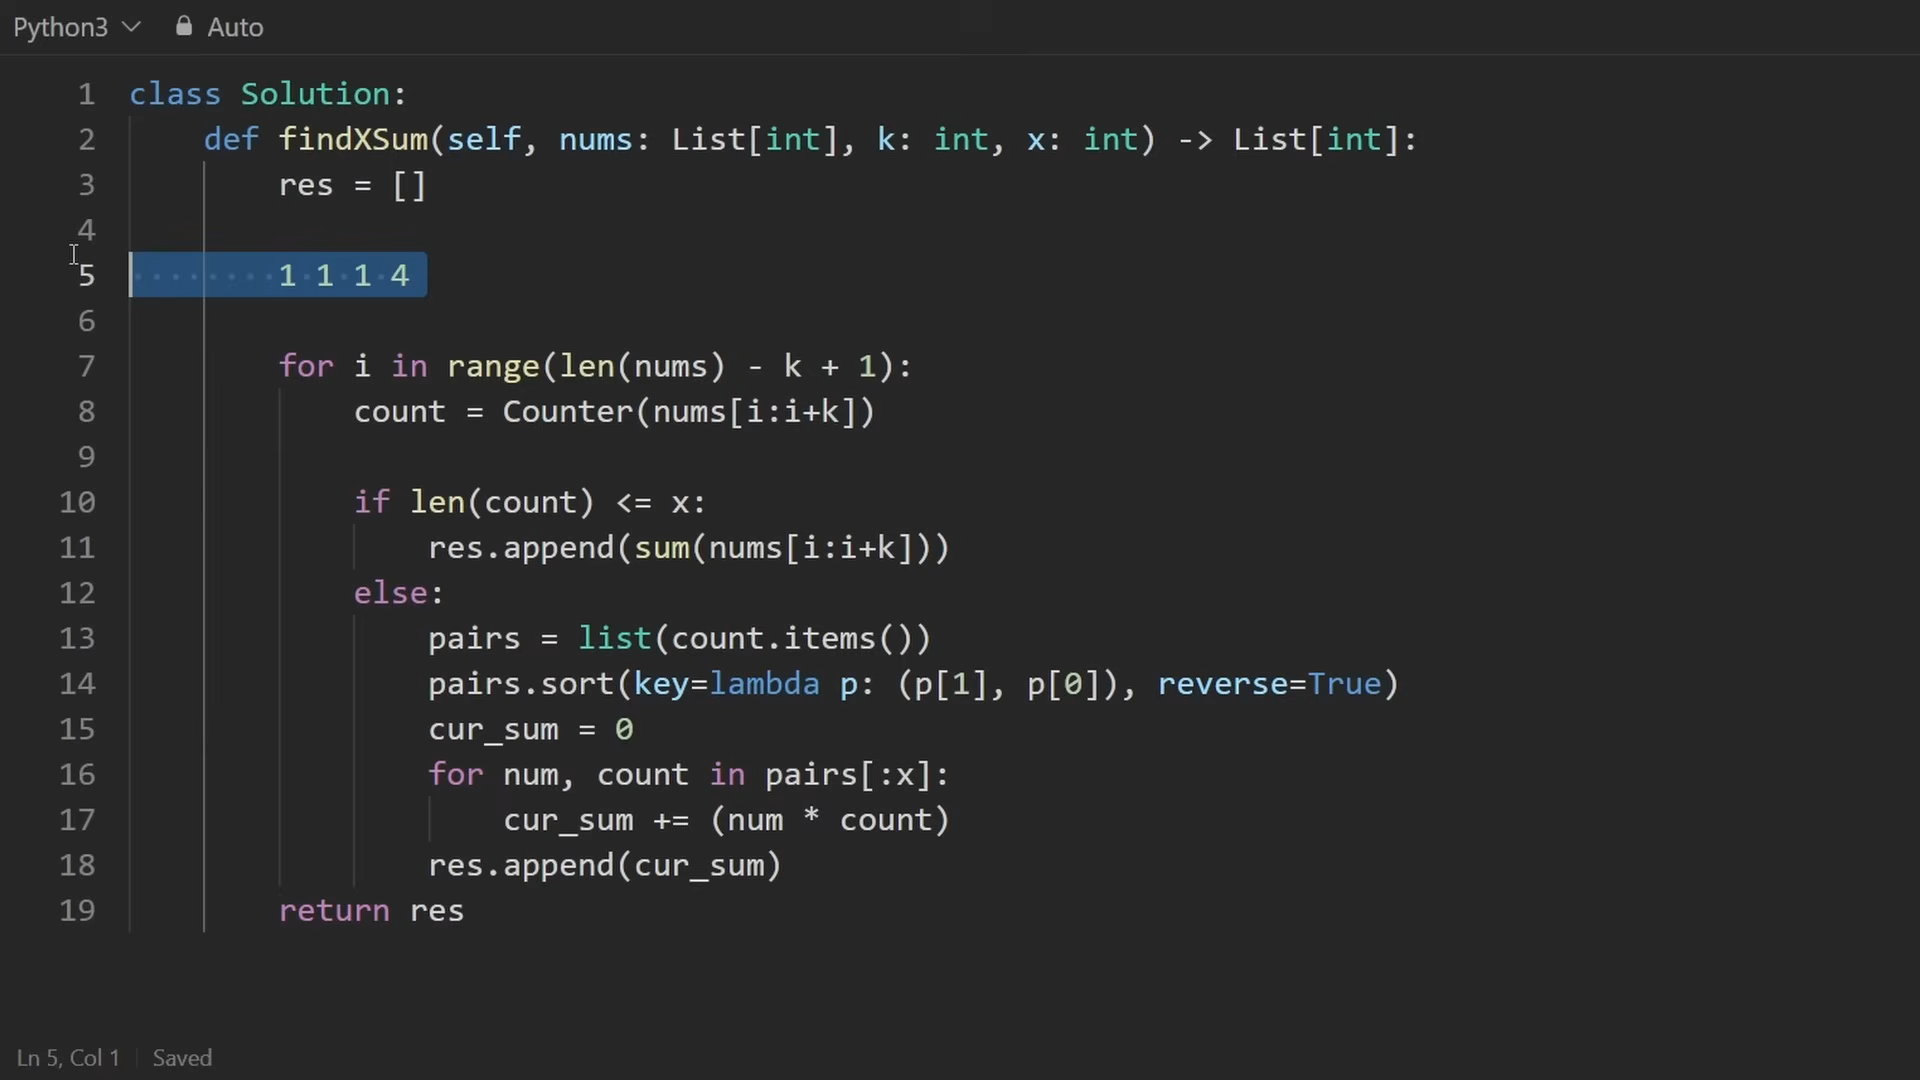 Python3 Auto
1 class Solution:
2 def findXSum(self, nums: List[int], k: int, x: int) -> List[int]:
3 res = []
4
5 1 1 1 4
6
7 for i in range(len(nums) - k + 1):
8 count = Counter(nums[i:i+k])
9
10 if len(count) <= x:
11 res.append(sum(nums[i:i+k]))
12 else:
13 pairs = list(count.items())
14 pairs.sort(key=lambda p: (p[1], p[0]), reverse=True)
15 cur_sum = 0
16 for num, count in pairs[:x]:
17 cur_sum += (num * count)
18 res.append(cur_sum)
19 return res
Ln 5, Col 1 Saved